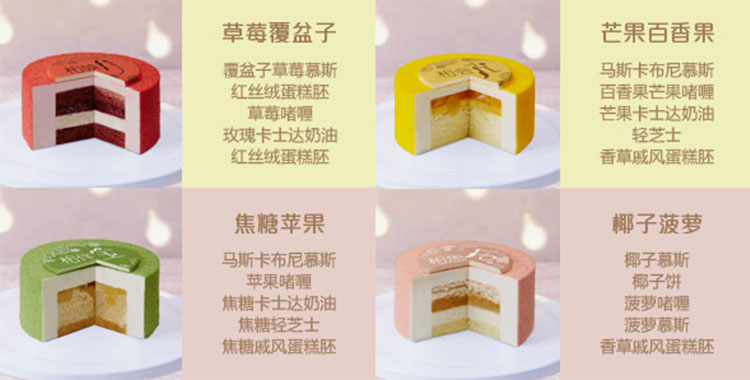 草莓覆盆子
覆盆子草莓慕斯
红丝绒蛋糕胚
草莓啫喱
玫瑰卡士达奶油
红丝绒蛋糕胚
芒果百香果
马斯卡布尼慕斯
百香果芒果啫喱
芒果卡士达奶油
轻芝士
香草戚风蛋糕胚
焦糖苹果
马斯卡布尼慕斯
苹果啫喱
焦糖卡士达奶油
焦糖轻芝士
焦糖戚风蛋糕胚
椰子菠萝
椰子慕斯
椰子饼
菠萝啫喱
菠萝慕斯
香草戚风蛋糕胚